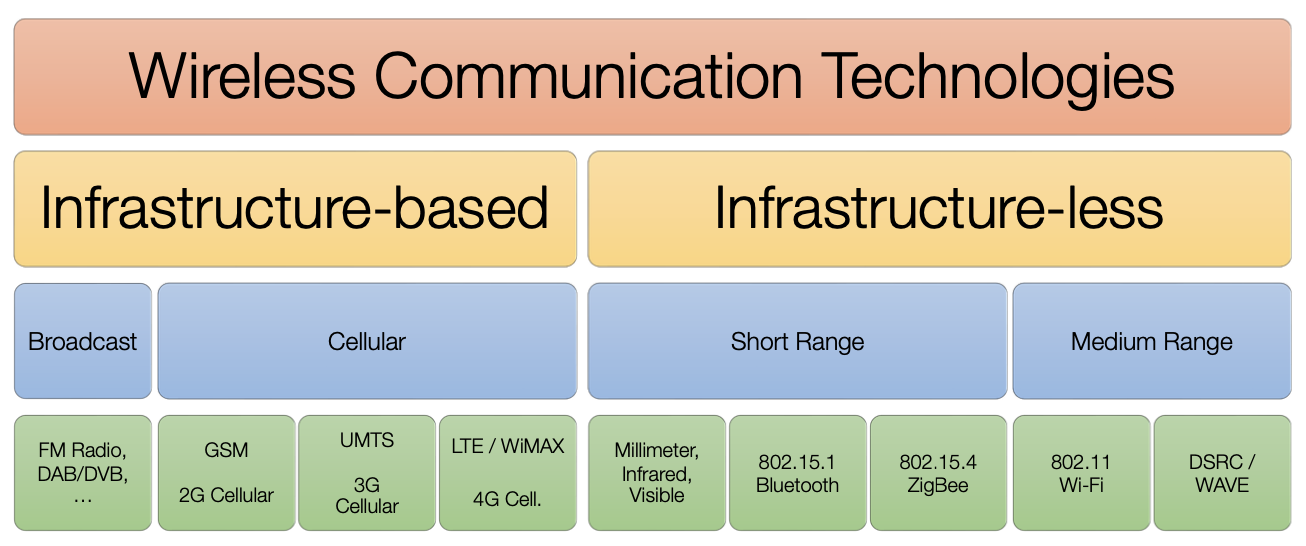 Wireless Communication Technologies
Infrastructure-based
Infrastructure-less
Broadcast
Cellular
Short Range
Medium Range
FM Radio,
DAB/DVB,
...
GSM
2G Cellular
UMTS
3G
Cellular
LTE / WiMAX
4G Cell.
Millimeter,
Infrared,
Visible
802.15.1
Bluetooth
802.15.4
ZigBee
802.11
Wi-Fi
DSRC /
WAVE